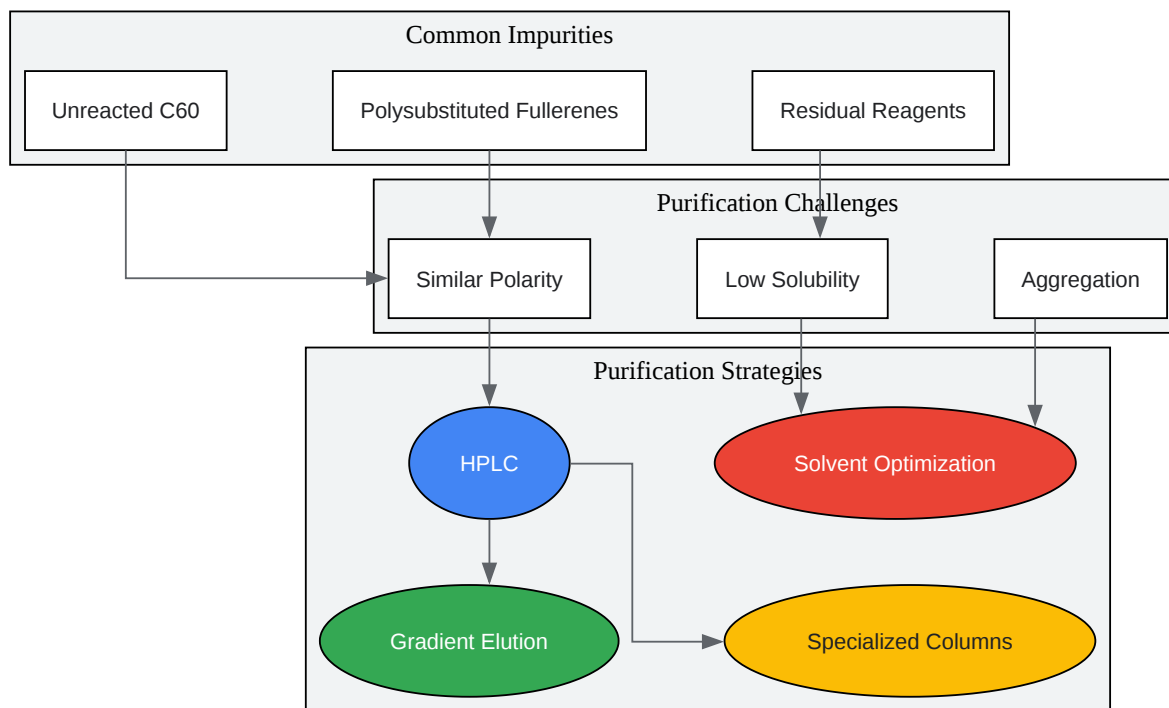 Common Impurities
Unreacted C60
Polysubstituted Fullerenes
Residual Reagents
Purification Challenges
Similar Polarity
Low Solubility
Aggregation
Purification Strategies
HPLC
Solvent Optimization
Gradient Elution
Specialized Columns